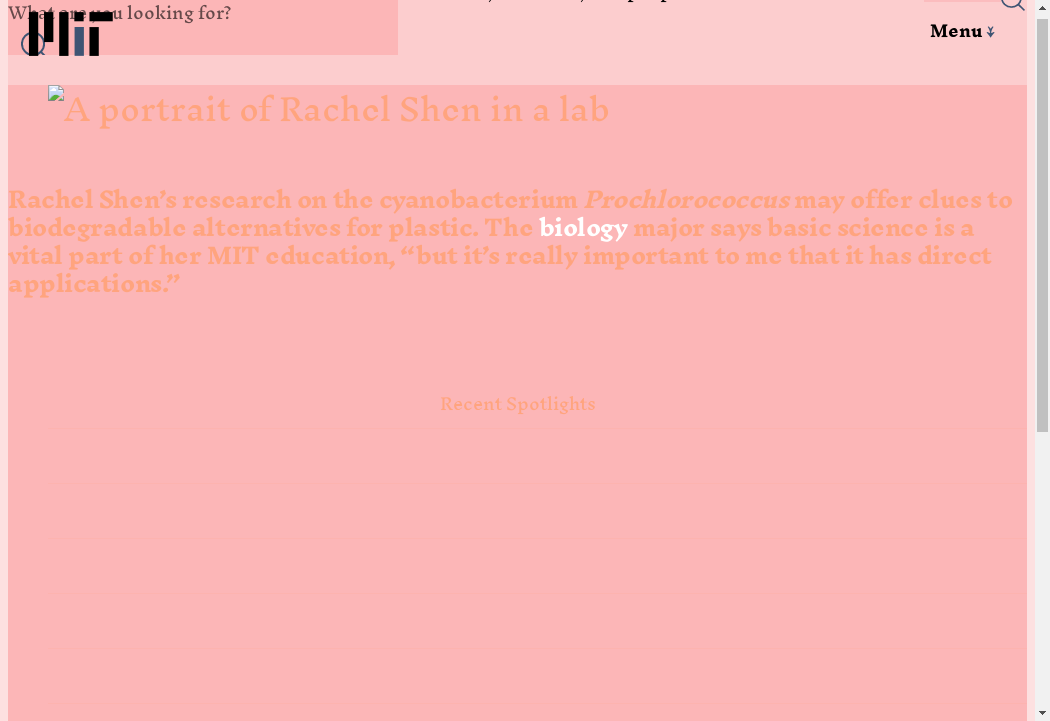 What are you looking for?
MIT
Menu
A portrait of Rachel Shen in a lab
Rachel Shen’s research on the cyanobacterium Prochlorococcus may offer clues to
biodegradable alternatives for plastic. The biology major says basic science is a
vital part of her MIT education, “but it’s really important to me that it has direct
applications.”
Recent Spotlights